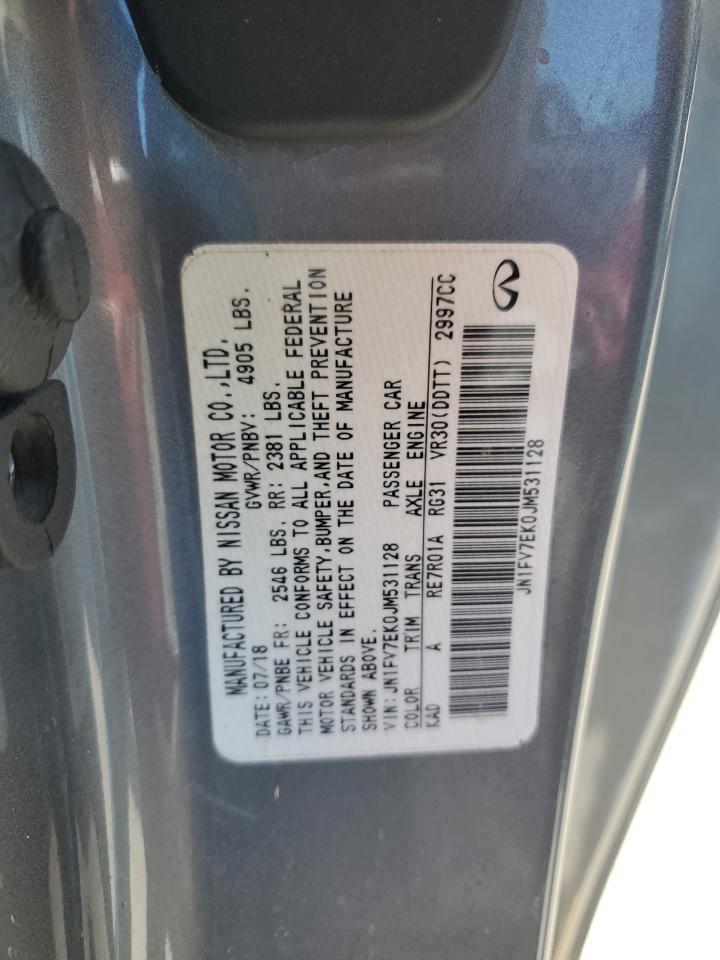 MANUFACTURED BY NISSAN MOTOR CO.,LTD.
DATE: 07/18 GVWR/PNBV: 4905 LBS.
GAWR/PNBE FR: 2546 LBS. RR: 2381 LBS.
THIS VEHICLE CONFORMS TO ALL APPLICABLE FEDERAL
MOTOR VEHICLE SAFETY,BUMPER,AND THEFT PREVENTION
STANDARDS IN EFFECT ON THE DATE OF MANUFACTURE
SHOWN ABOVE.
VIN: JN1FV7EK0JM531128 PASSENGER CAR
COLOR TRIM TRANS AXLE ENGINE
KAD A RE7R01A RG31 VR30(DDTT) 2997CC
JN1FV7EK0JM531128